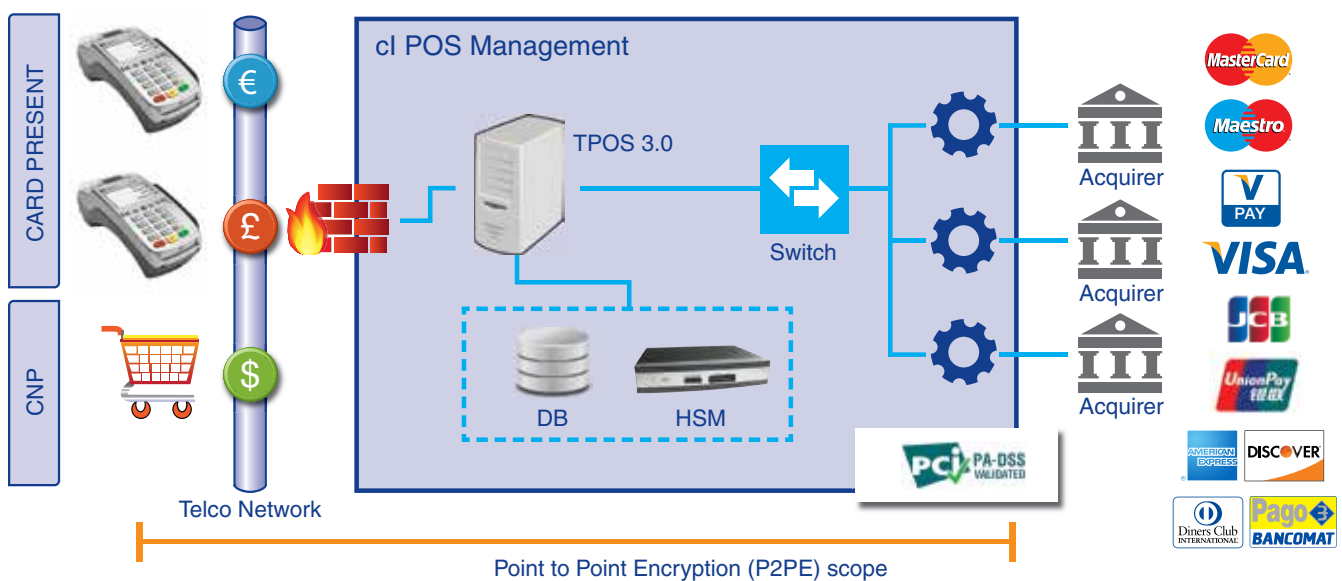 CARD PRESENT
CNP
€
£
$
Telco Network
cI POS Management
TPOS 3.0
Switch
DB
HSM
Acquirer
Acquirer
Acquirer
PCI PA-DSS
VALIDATED
MasterCard
Maestro
V
PAY
VISA
JCB
UnionPay
银联
AMERICAN
EXPRESS
DISCOVER
Diners Club
INTERNATIONAL
Pago
BANCOMAT
Point to Point Encryption (P2PE) scope